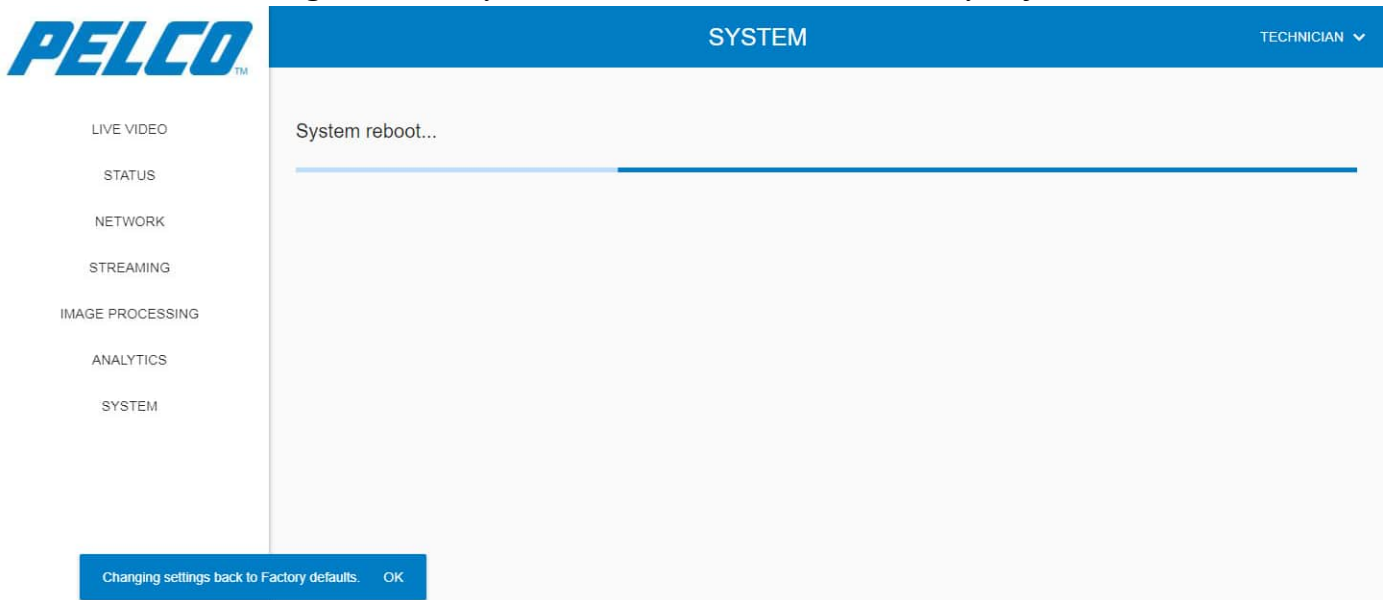 PELCO TM
SYSTEM
TECHNICIAN
LIVE VIDEO
STATUS
NETWORK
STREAMING
IMAGE PROCESSING
ANALYTICS
SYSTEM
System reboot...
Changing settings back to Factory defaults. OK